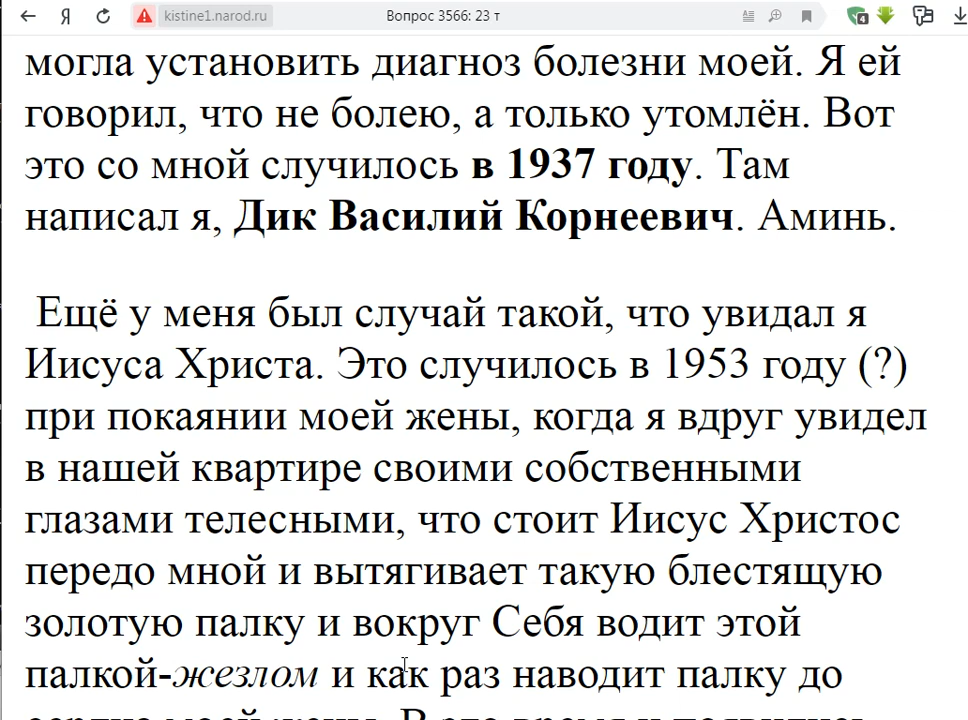 kistine1.narod.ru
Вопрос 3566: 23 т
4
могла установить диагноз болезни моей. Я ей
говорил, что не болею, а только утомлён. Вот
это со мной случилось в 1937 году. Там
написал я, Дик Василий Корнеевич. Аминь.
Ещё у меня был случай такой, что увидал я
Иисуса Христа. Это случилось в 1953 году (?)
при покаянии моей жены, когда я вдруг увидел
в нашей квартире своими собственными
глазами телесными, что стоит Иисус Христос
передо мной и вытягивает такую блестящую
золотую палку и вокруг Себя водит этой
палкой-жезлом и как раз наводит палку до